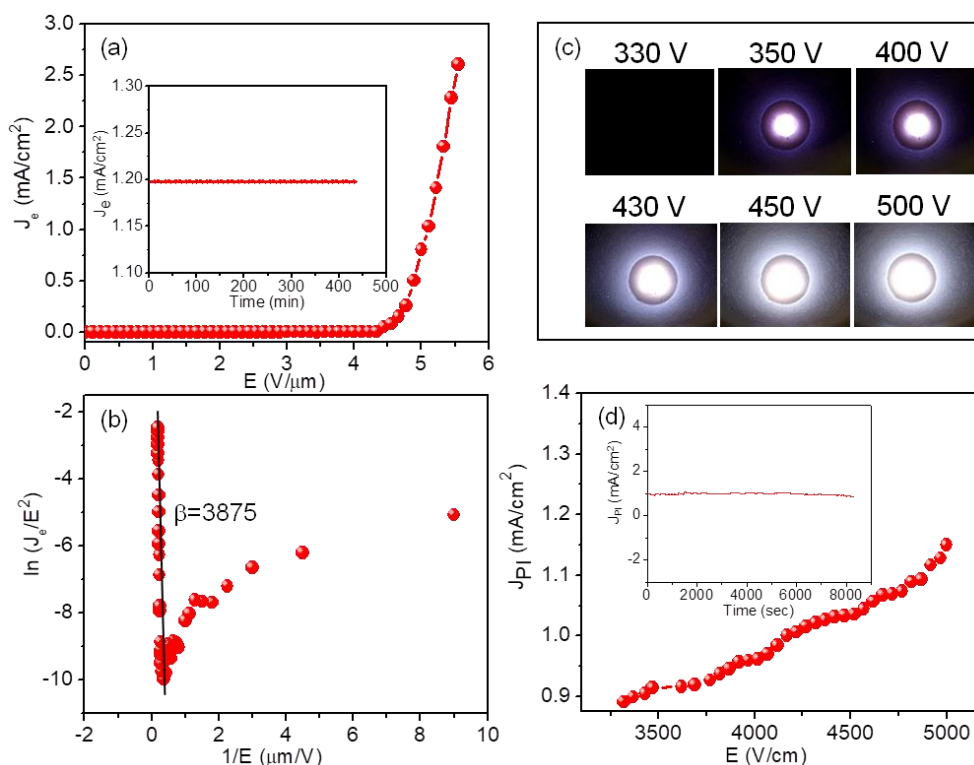 (a)
3.0
2.5
2.0
1.5
1.0
0.5
0.0
Jₑ (mA/cm²)
0 1 2 3 4 5 6
E (V/μm)
1.30
1.25
1.20
1.15
1.10
Je (mA/cm²)
0 100 200 300 400 500
Time (min)
(c)
330 V 350 V 400 V
430 V 450 V 500 V
(b)
-2
-4
-6
-8
-10
ln (Jₑ/E²)
β=3875
-2 0 2 4 6 8 10
1/E (μm/V)
(d)
1.4
1.3
1.2
1.1
1.0
0.9
JPI (mA/cm²)
3500 4000 4500 5000
E (V/cm)
4
2
0
-2
JPI (mA/cm²)
0 2000 4000 6000 8000
Time (sec)